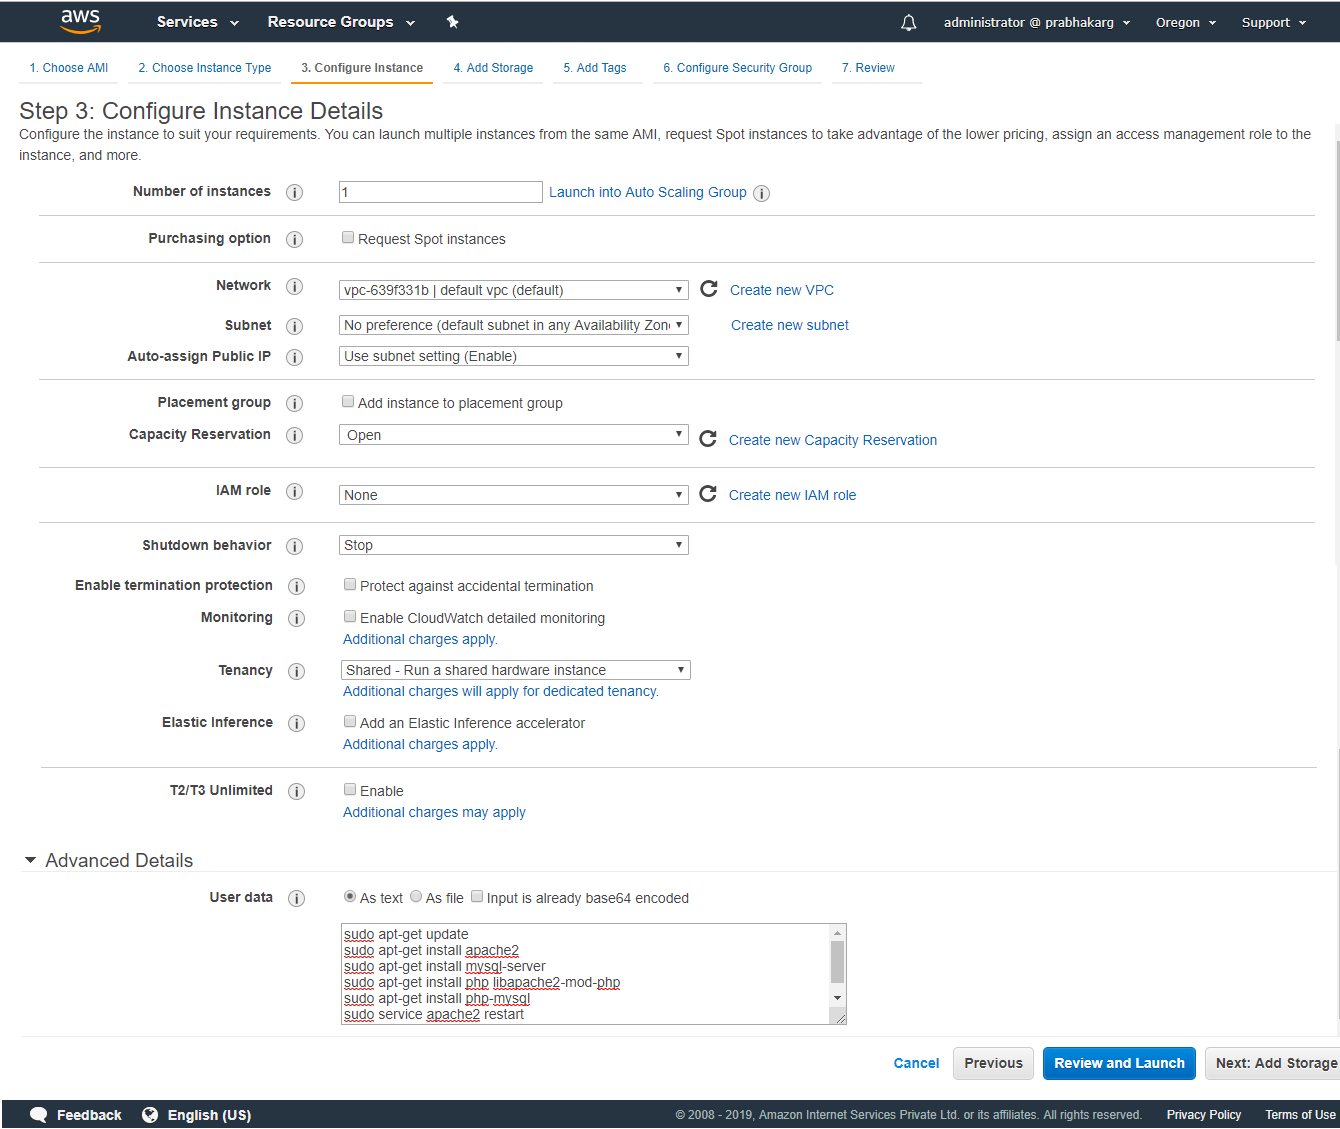 aws Services Resource Groups administrator @ prabhakarg Oregon Support
1. Choose AMI 2. Choose Instance Type 3. Configure Instance 4. Add Storage 5. Add Tags 6. Configure Security Group 7. Review
Step 3: Configure Instance Details
Configure the instance to suit your requirements. You can launch multiple instances from the same AMI, request Spot instances to take advantage of the lower pricing, assign an access management role to the
instance, and more.
Number of instances i 1 Launch into Auto Scaling Group i
Purchasing option i Request Spot instances
Network i vpc-639f331b | default vpc (default) Create new VPC
Subnet i No preference (default subnet in any Availability Zon Create new subnet
Auto-assign Public IP i Use subnet setting (Enable)
Placement group i Add instance to placement group
Capacity Reservation i Open Create new Capacity Reservation
IAM role i None Create new IAM role
Shutdown behavior i Stop
Enable termination protection i Protect against accidental termination
Monitoring i Enable CloudWatch detailed monitoring
Additional charges apply.
Tenancy i Shared - Run a shared hardware instance
Additional charges will apply for dedicated tenancy.
Elastic Inference i Add an Elastic Inference accelerator
Additional charges apply.
T2/T3 Unlimited i Enable
Additional charges may apply
Advanced Details
User data i As text As file Input is already base64 encoded
sudo apt-get update
sudo apt-get install apache2
sudo apt-get install mysql-server
sudo apt-get install php libapache2-mod-php
sudo apt-get install php-mysql
sudo service apache2 restart
Cancel Previous Review and Launch Next: Add Storage
Feedback English (US) © 2008 - 2019, Amazon Internet Services Private Ltd. or its affiliates. All rights reserved. Privacy Policy Terms of Use